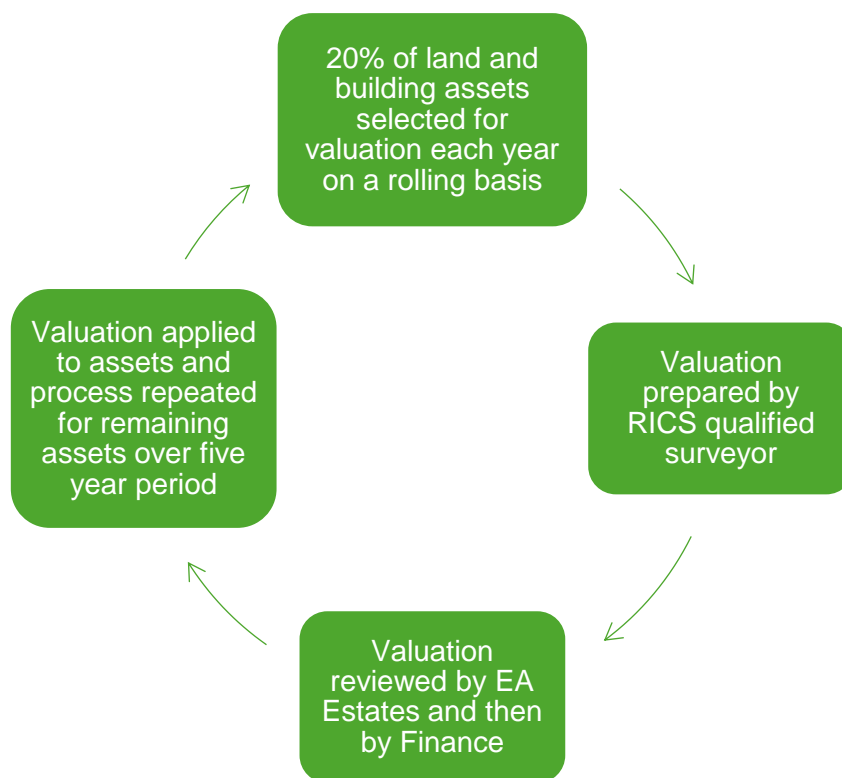 20% of land and
building assets
selected for
valuation each year
on a rolling basis
Valuation
prepared by
RICS qualified
surveyor
Valuation
reviewed by EA
Estates and then
by Finance
Valuation applied
to assets and
process repeated
for remaining
assets over five
year period